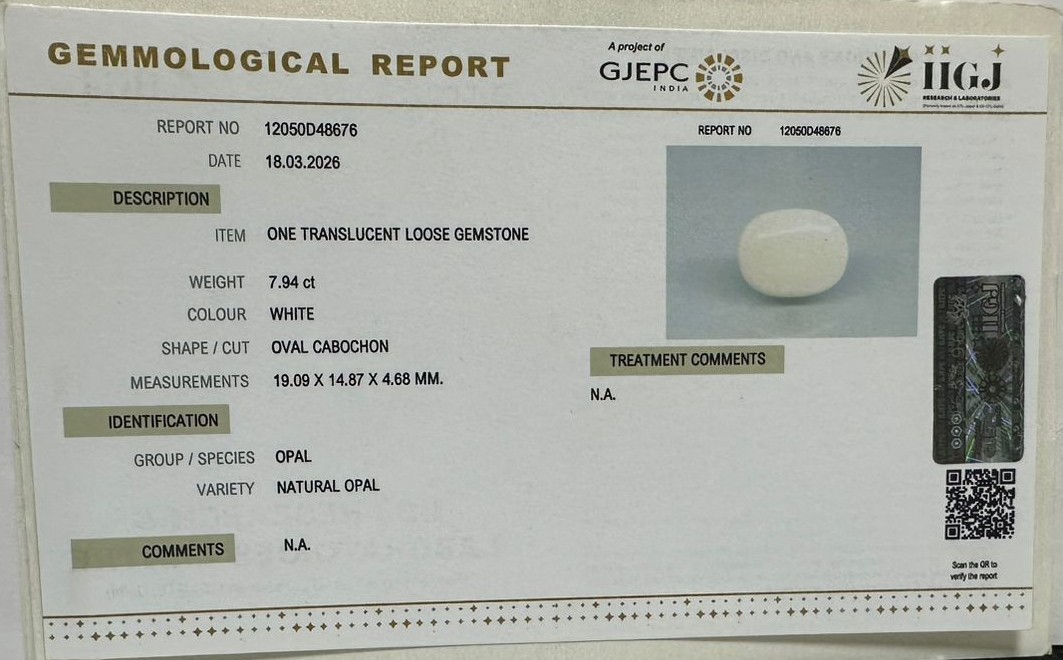 GEMMOLOGICAL REPORT
A project of
GJEPC
INDIA
IIGJ
RESEARCH & LABORATORIES
REPORT NO 12050D48676
REPORT NO 12050D48676
DATE 18.03.2026
DESCRIPTION
ITEM ONE TRANSLUCENT LOOSE GEMSTONE
WEIGHT 7.94 ct
COLOUR WHITE
SHAPE / CUT OVAL CABOCHON
MEASUREMENTS 19.09 X 14.87 X 4.68 MM.
TREATMENT COMMENTS
N.A.
IDENTIFICATION
GROUP / SPECIES OPAL
VARIETY NATURAL OPAL
COMMENTS N.A.
IIGJ
Scan the QR to
verify the report